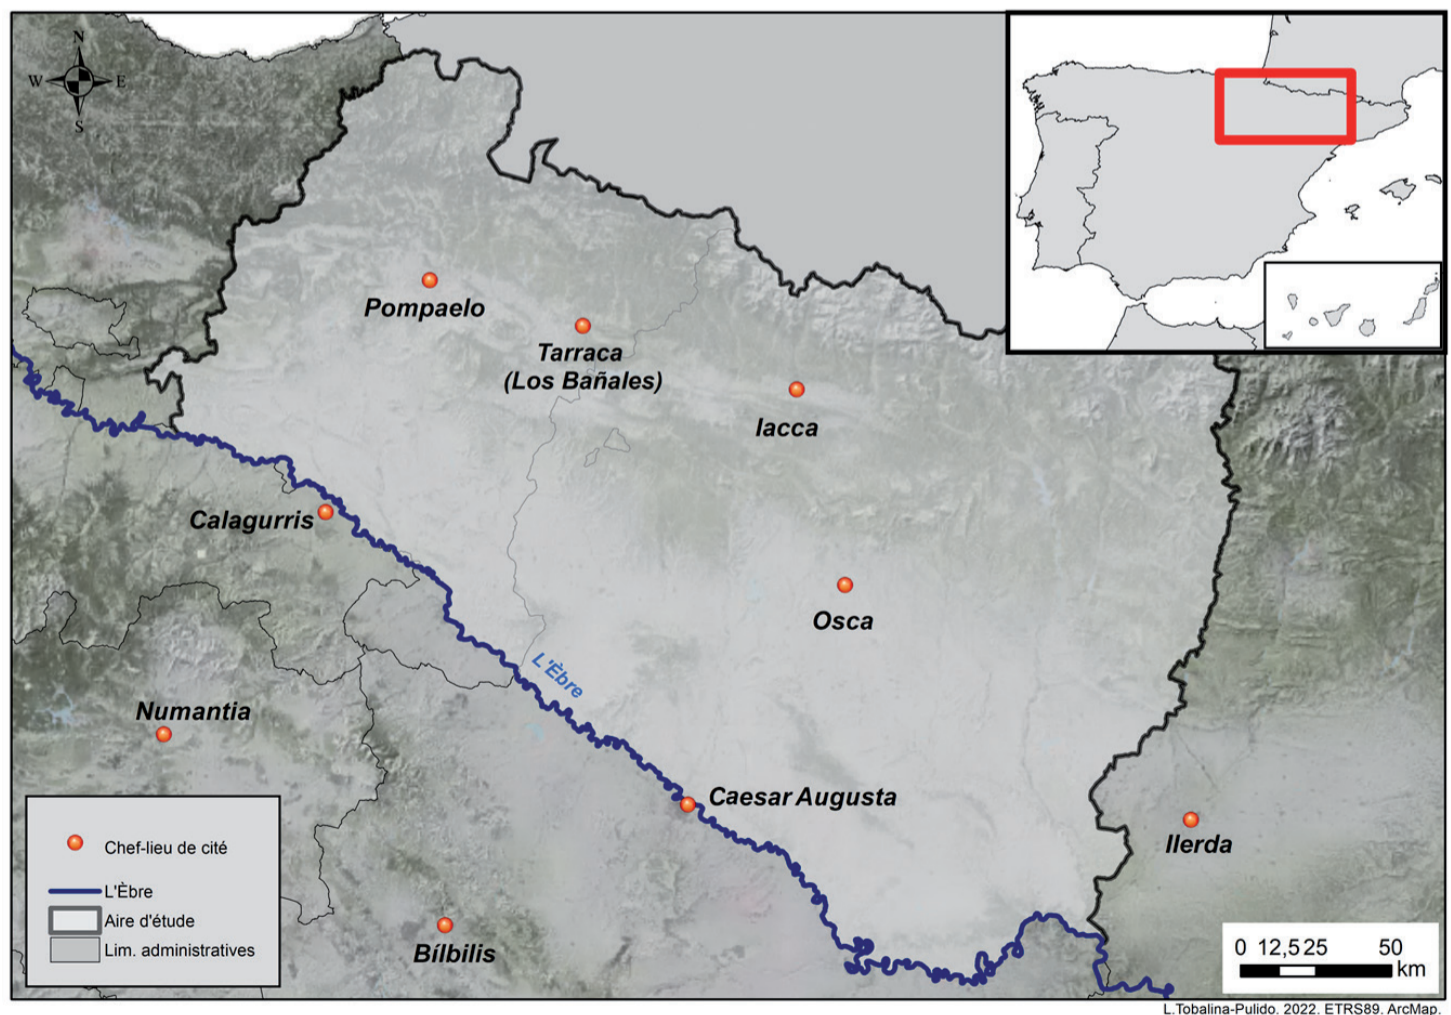 N
W E
S
Pompaelo
Tarraca
(Los Bañales)
Iacca
Calagurris
Osca
L'Èbre
Numantia
Caesar Augusta
Ilerda
Bílbilis
Chef-lieu de cité
L'Èbre
Aire d'étude
Lim. administratives
0 12,5 25 50
km
L.Tobalina-Pulido. 2022. ETRS89. ArcMap.